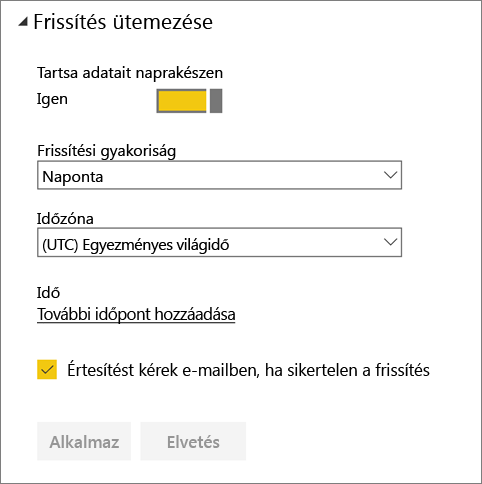 Frissítés ütemezése
Tartsa adatait naprakészen
Igen
Frissítési gyakoriság
Naponta
Időzóna
(UTC) Egyezményes világidő
Idő
További időpont hozzáadása
Értesítést kérek e-mailben, ha sikertelen a frissítés
Alkalmaz Elvetés